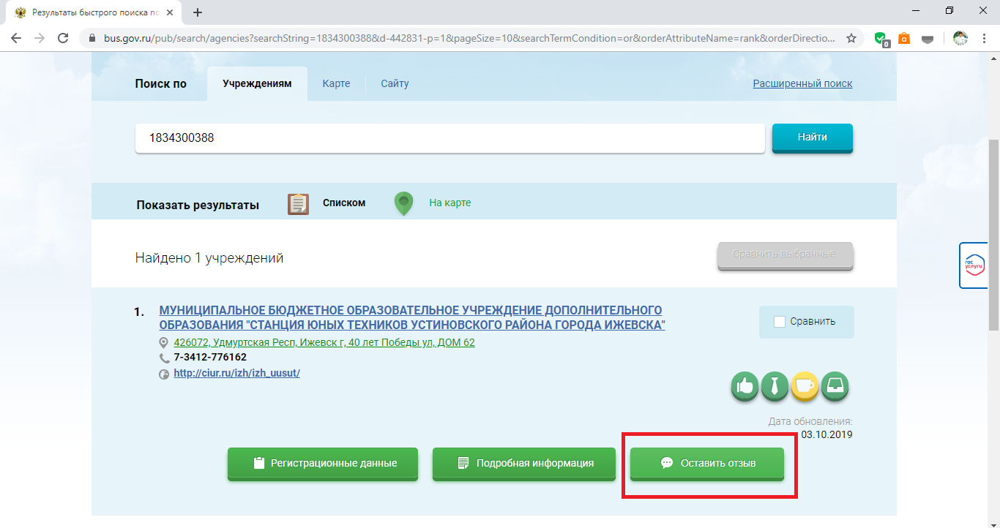 Результаты быстрого поиска по
bus.gov.ru/pub/search/agencies?searchString=1834300388&d-442831-p=1&pageSize=10&searchTermCondition=or&orderAttributeName=rank&orderDirectio...
0
Поиск по
Учреждениям
Карте
Сайту
Расширенный поиск
1834300388
Найти
Показать результаты
Списком
На карте
гос
услуги
Найдено 1 учреждений
Сравнить выбранные
1.
МУНИЦИПАЛЬНОЕ БЮДЖЕТНОЕ ОБРАЗОВАТЕЛЬНОЕ УЧРЕЖДЕНИЕ ДОПОЛНИТЕЛЬНОГО
ОБРАЗОВАНИЯ "СТАНЦИЯ ЮНЫХ ТЕХНИКОВ УСТИНОВСКОГО РАЙОНА ГОРОДА ИЖЕВСКА"
Сравнить
426072, Удмуртская Респ, Ижевск г, 40 лет Победы ул, ДОМ 62
7-3412-776162
http://ciur.ru/izh/izh_uusut/
Дата обновления:
03.10.2019
Регистрационные данные
Подробная информация
Оставить отзыв